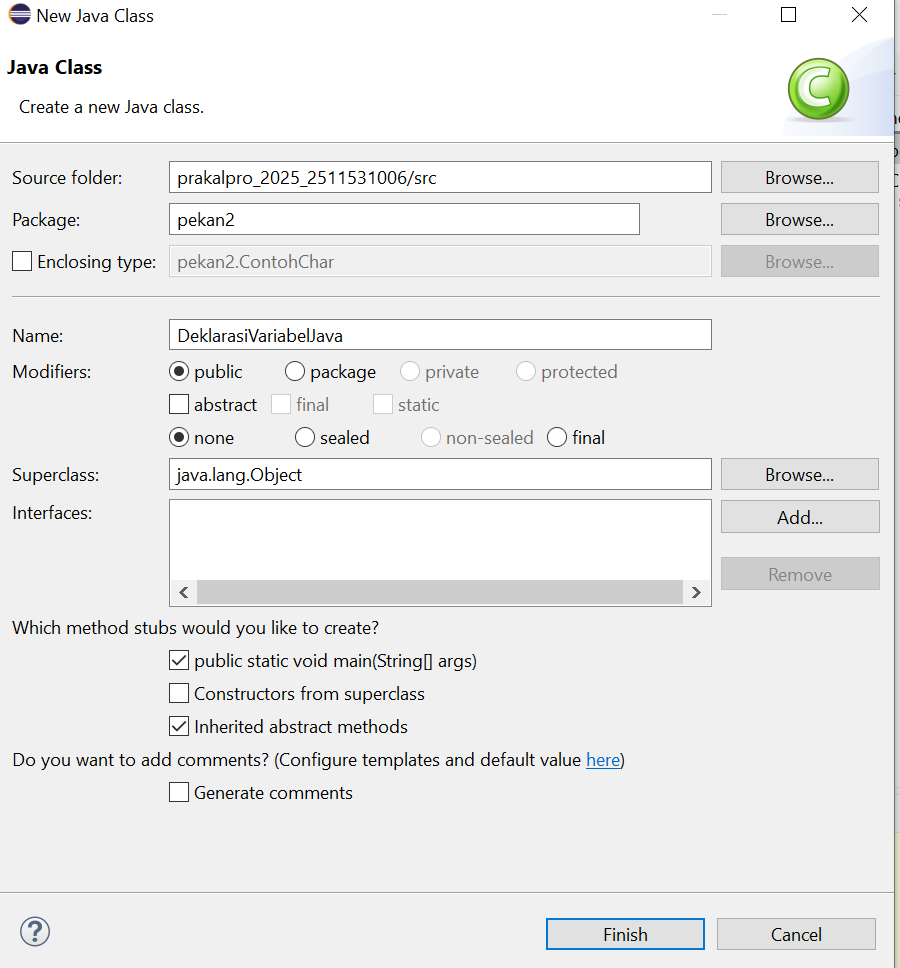 New Java Class
Java Class
Create a new Java class.
Source folder: prakalpro_2025_2511531006/src Browse...
Package: pekan2 Browse...
Enclosing type: pekan2.ContohChar Browse...
Name: DeklarasiVariabelJava
Modifiers: public package private protected
abstract final static
none sealed non-sealed final
Superclass: java.lang.Object Browse...
Interfaces: Add...
Remove
Which method stubs would you like to create?
public static void main(String[] args)
Constructors from superclass
Inherited abstract methods
Do you want to add comments? (Configure templates and default value here)
Generate comments
Finish Cancel